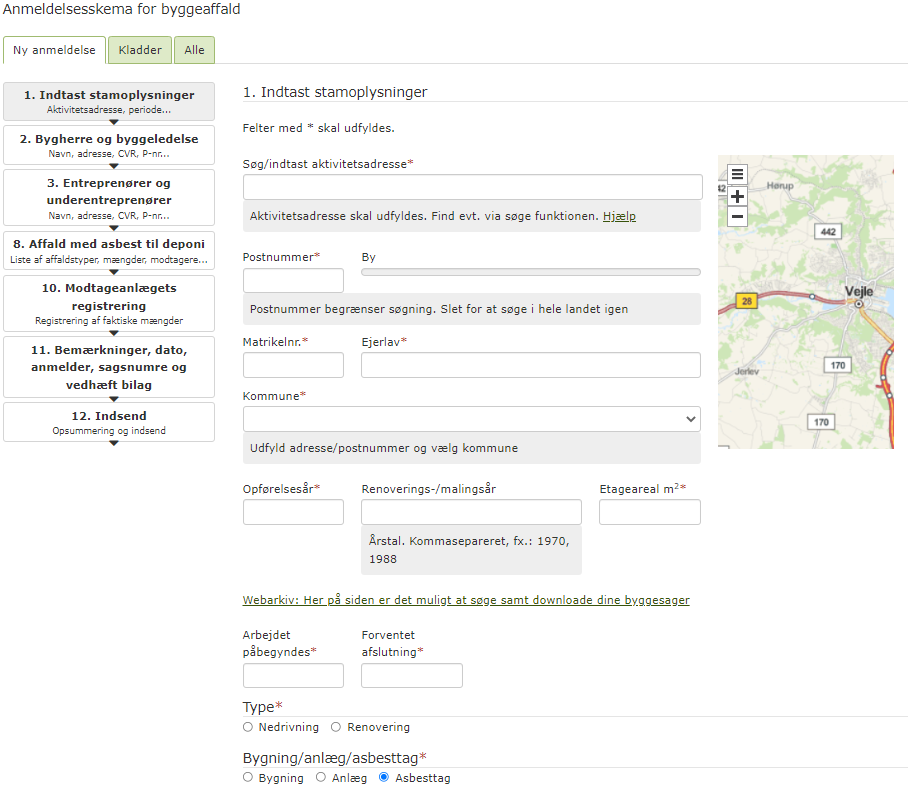 Anmeldelsesskema for byggeaffald
Ny anmeldelse
Kladder
Alle
1. Indtast stamoplysninger
Aktivitetsadresse, periode...
2. Bygherre og byggeledelse
Navn, adresse, CVR, P-nr...
3. Entreprenører og
underentreprenører
Navn, adresse, CVR, P-nr...
8. Affald med asbest til deponi
Liste af affaldstyper, mængder, modtagere...
10. Modtageanlægets
registrering
Registrering af faktiske mængder
11. Bemærkninger, dato,
anmelder, sagsnumre og
vedhæft bilag
12. Indsend
Opsummering og indsend
1. Indtast stamoplysninger
Felter med * skal udfyldes.
Søg/indtast aktivitetsadresse*
Aktivitetsadresse skal udfyldes. Find evt. via søge funktionen. Hjælp
Postnummer*
By
Postnummer begrænser søgning. Slet for at søge i hele landet igen
Matrikelnr.*
Ejerlav*
Kommune*
Udfyld adresse/postnummer og vælg kommune
Opførelsesår*
Renoverings-/malingsår
Etageareal m²*
Årstal. Kommasepareret, fx.: 1970,
1988
Webarkiv: Her på siden er det muligt at søge samt downloade dine byggesager
Arbejdet
påbegyndes*
Forventet
afslutning*
Type*
Nedrivning
Renovering
Bygning/anlæg/asbesttag*
Bygning
Anlæg
Asbesttag
Hørup
442
Vejle
28
Jerlev
170
170